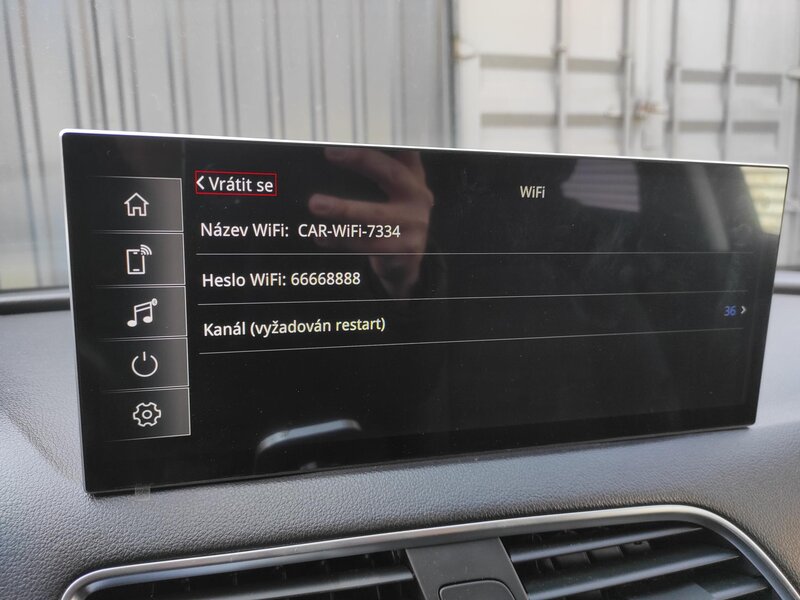 Vrátit se
WiFi
Název WiFi: CAR-WiFi-7334
Heslo WiFi: 66668888
Kanál (vyžadován restart) 36